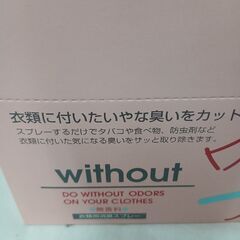 衣類に付いたいやな臭いをカット
スプレーするだけでタバコや食べ物、防虫剤など
衣類に付いた気になる臭いをサッと取り除きます。
without
DO WITHOUT ODORS
ON YOUR CLOTHES
無香料
衣類用消臭スプレー